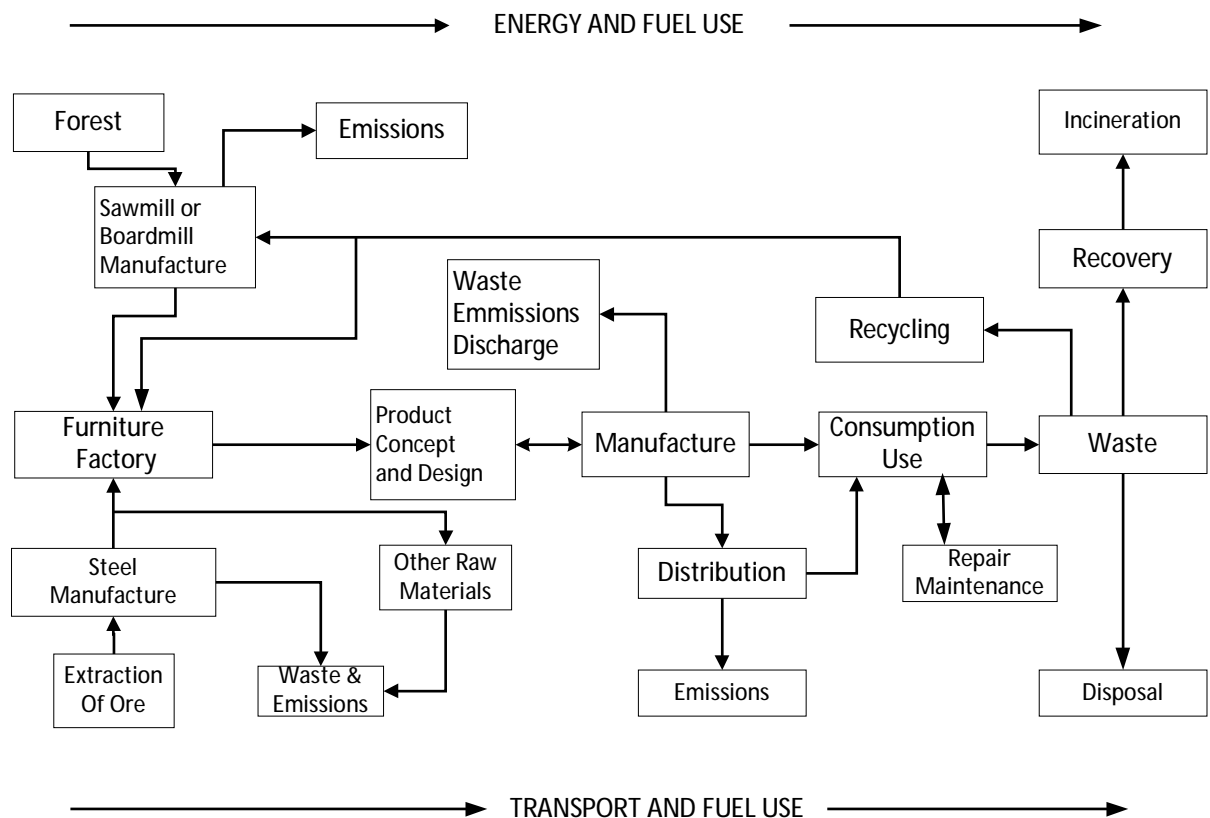 ENERGY AND FUEL USE
Forest
Emissions
Incineration
Sawmill or
Boardmill
Manufacture
Recovery
Waste
Emmissions
Discharge
Recycling
Furniture
Factory
Product
Concept
and Design
Manufacture
Consumption
Use
Waste
Steel
Manufacture
Other Raw
Materials
Distribution
Repair
Maintenance
Extraction
Of Ore
Waste &
Emissions
Emissions
Disposal
TRANSPORT AND FUEL USE